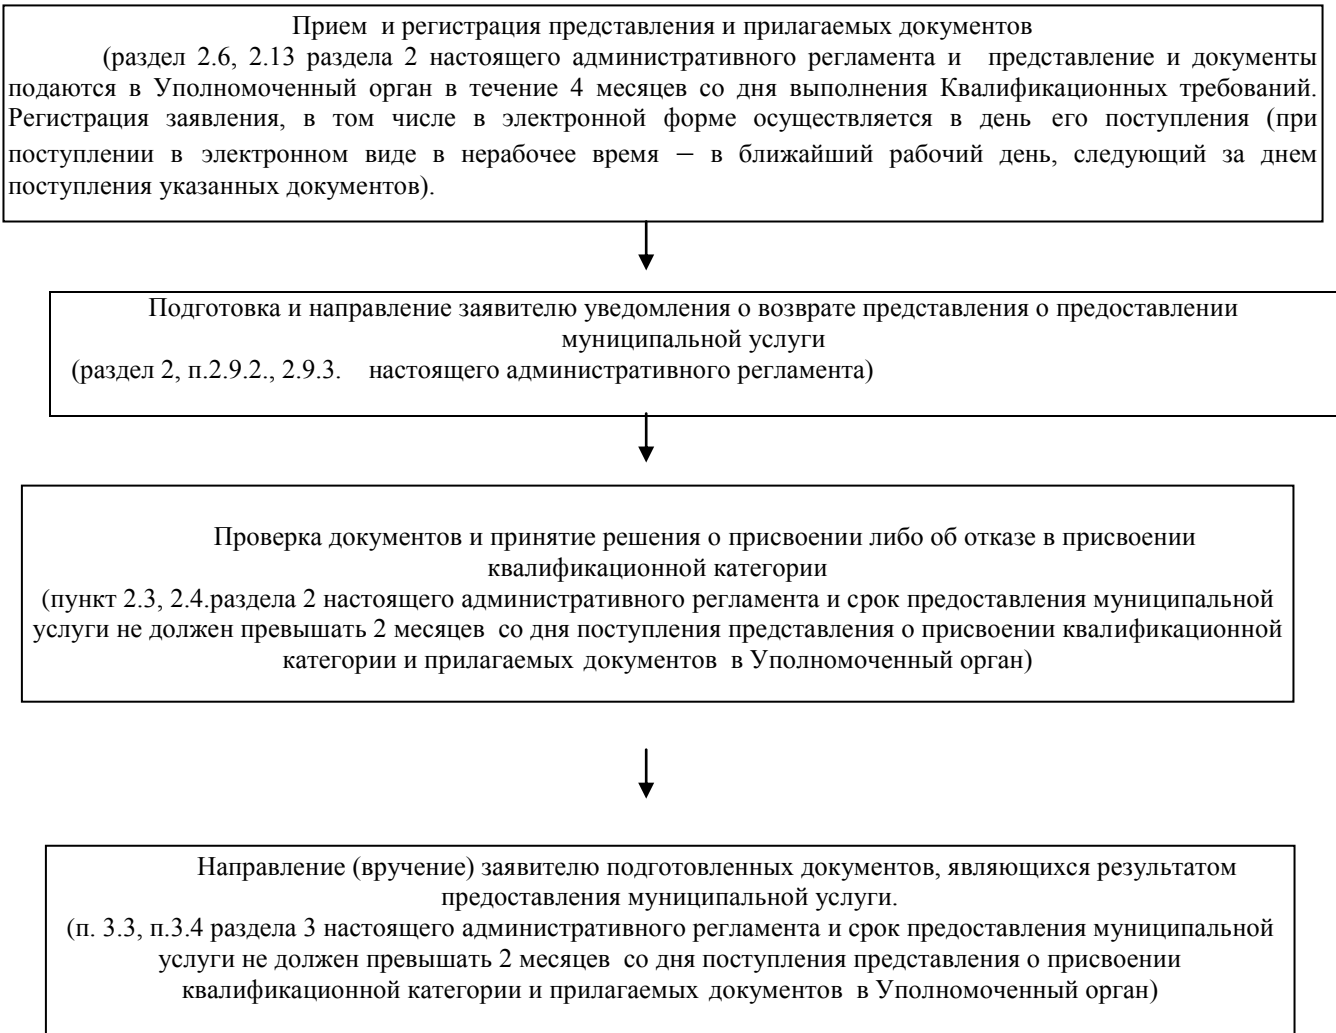 Прием и регистрация представления и прилагаемых документов
(раздел 2.6, 2.13 раздела 2 настоящего административного регламента и представление и документы
подаются в Уполномоченный орган в течение 4 месяцев со дня выполнения Квалификационных требований.
Регистрация заявления, в том числе в электронной форме осуществляется в день его поступления (при
поступлении в электронном виде в нерабочее время – в ближайший рабочий день, следующий за днем
поступления указанных документов).
Подготовка и направление заявителю уведомления о возврате представления о предоставлении
муниципальной услуги
(раздел 2, п.2.9.2., 2.9.3. настоящего административного регламента)
Проверка документов и принятие решения о присвоении либо об отказе в присвоении
квалификационной категории
(пункт 2.3, 2.4.раздела 2 настоящего административного регламента и срок предоставления муниципальной
услуги не должен превышать 2 месяцев со дня поступления представления о присвоении квалификационной
категории и прилагаемых документов в Уполномоченный орган)
Направление (вручение) заявителю подготовленных документов, являющихся результатом
предоставления муниципальной услуги.
(п. 3.3, п.3.4 раздела 3 настоящего административного регламента и срок предоставления муниципальной
услуги не должен превышать 2 месяцев со дня поступления представления о присвоении
квалификационной категории и прилагаемых документов в Уполномоченный орган)